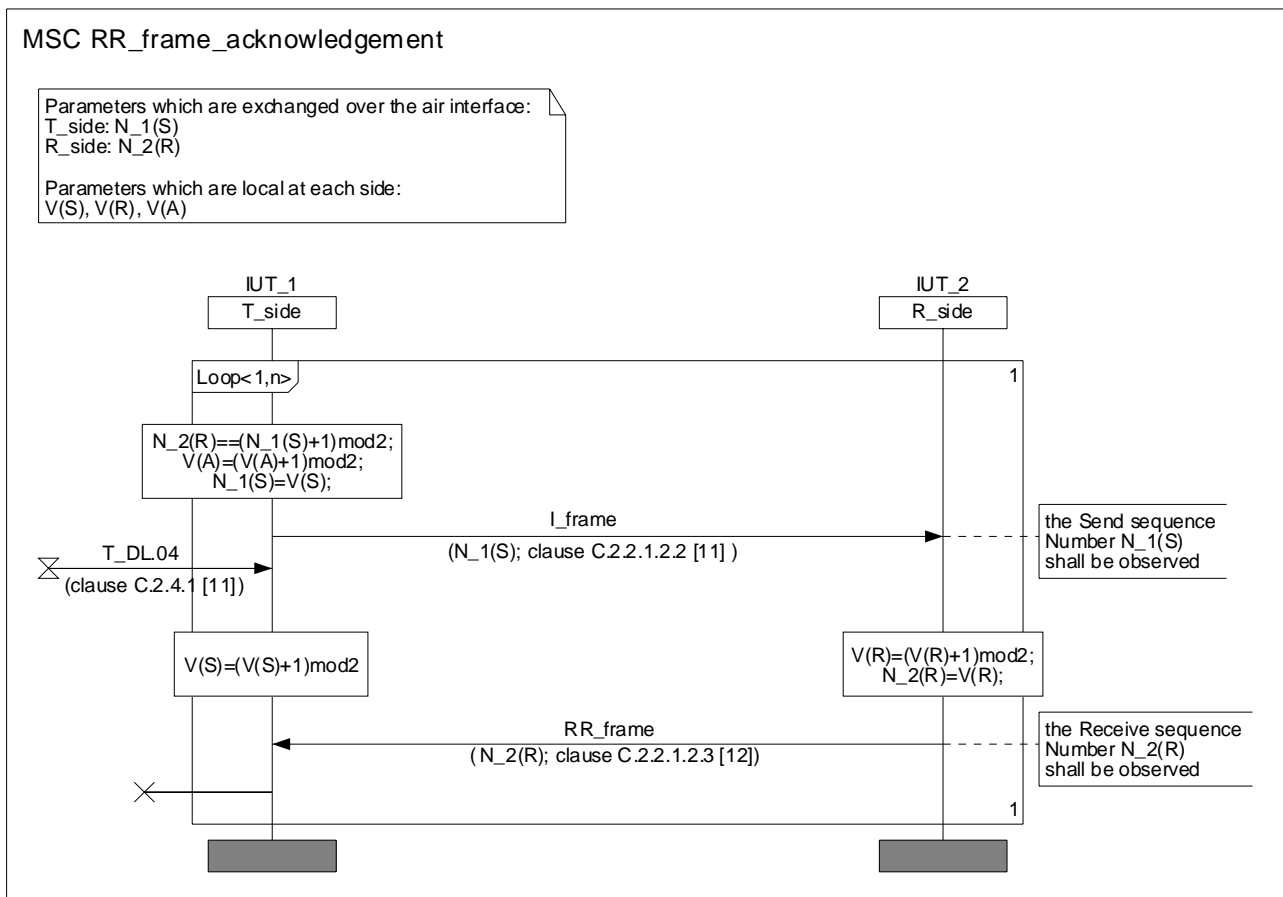 MSC RR_frame_acknowledgement
Parameters which are exchanged over the air interface:
T_side: N_1(S)
R_side: N_2(R)
Parameters which are local at each side:
V(S), V(R), V(A)
IUT_1
T_side
IUT_2
R_side
Loop<1,n>
1
N_2(R)==(N_1(S)+1)mod2;
V(A)=(V(A)+1)mod2;
N_1(S)=V(S);
I_frame
(N_1(S); clause C.2.2.1.2.2 [11] )
the Send sequence
Number N_1(S)
shall be observed
T_DL.04
(clause C.2.4.1 [11])
V(S)=(V(S)+1)mod2
V(R)=(V(R)+1)mod2;
N_2(R)=V(R);
RR_frame
( N_2(R); clause C.2.2.1.2.3 [12])
the Receive sequence
Number N_2(R)
shall be observed
1